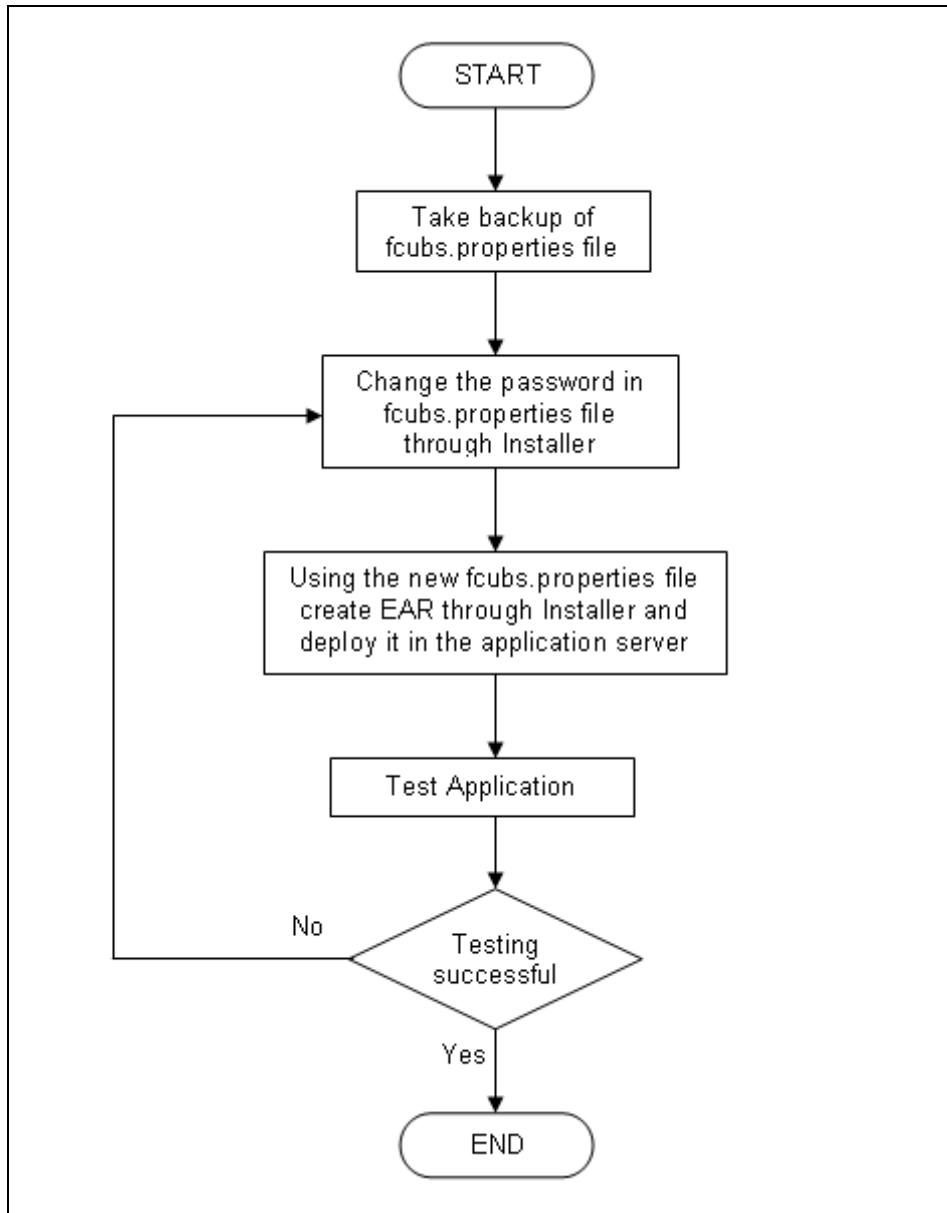 START
Take backup of
fcubs.properties file
Change the password in
fcubs.properties file
through Installer
Using the new fcubs.properties file
create EAR through Installer and
deploy it in the application server
Test Application
No
Testing
successful
Yes
END